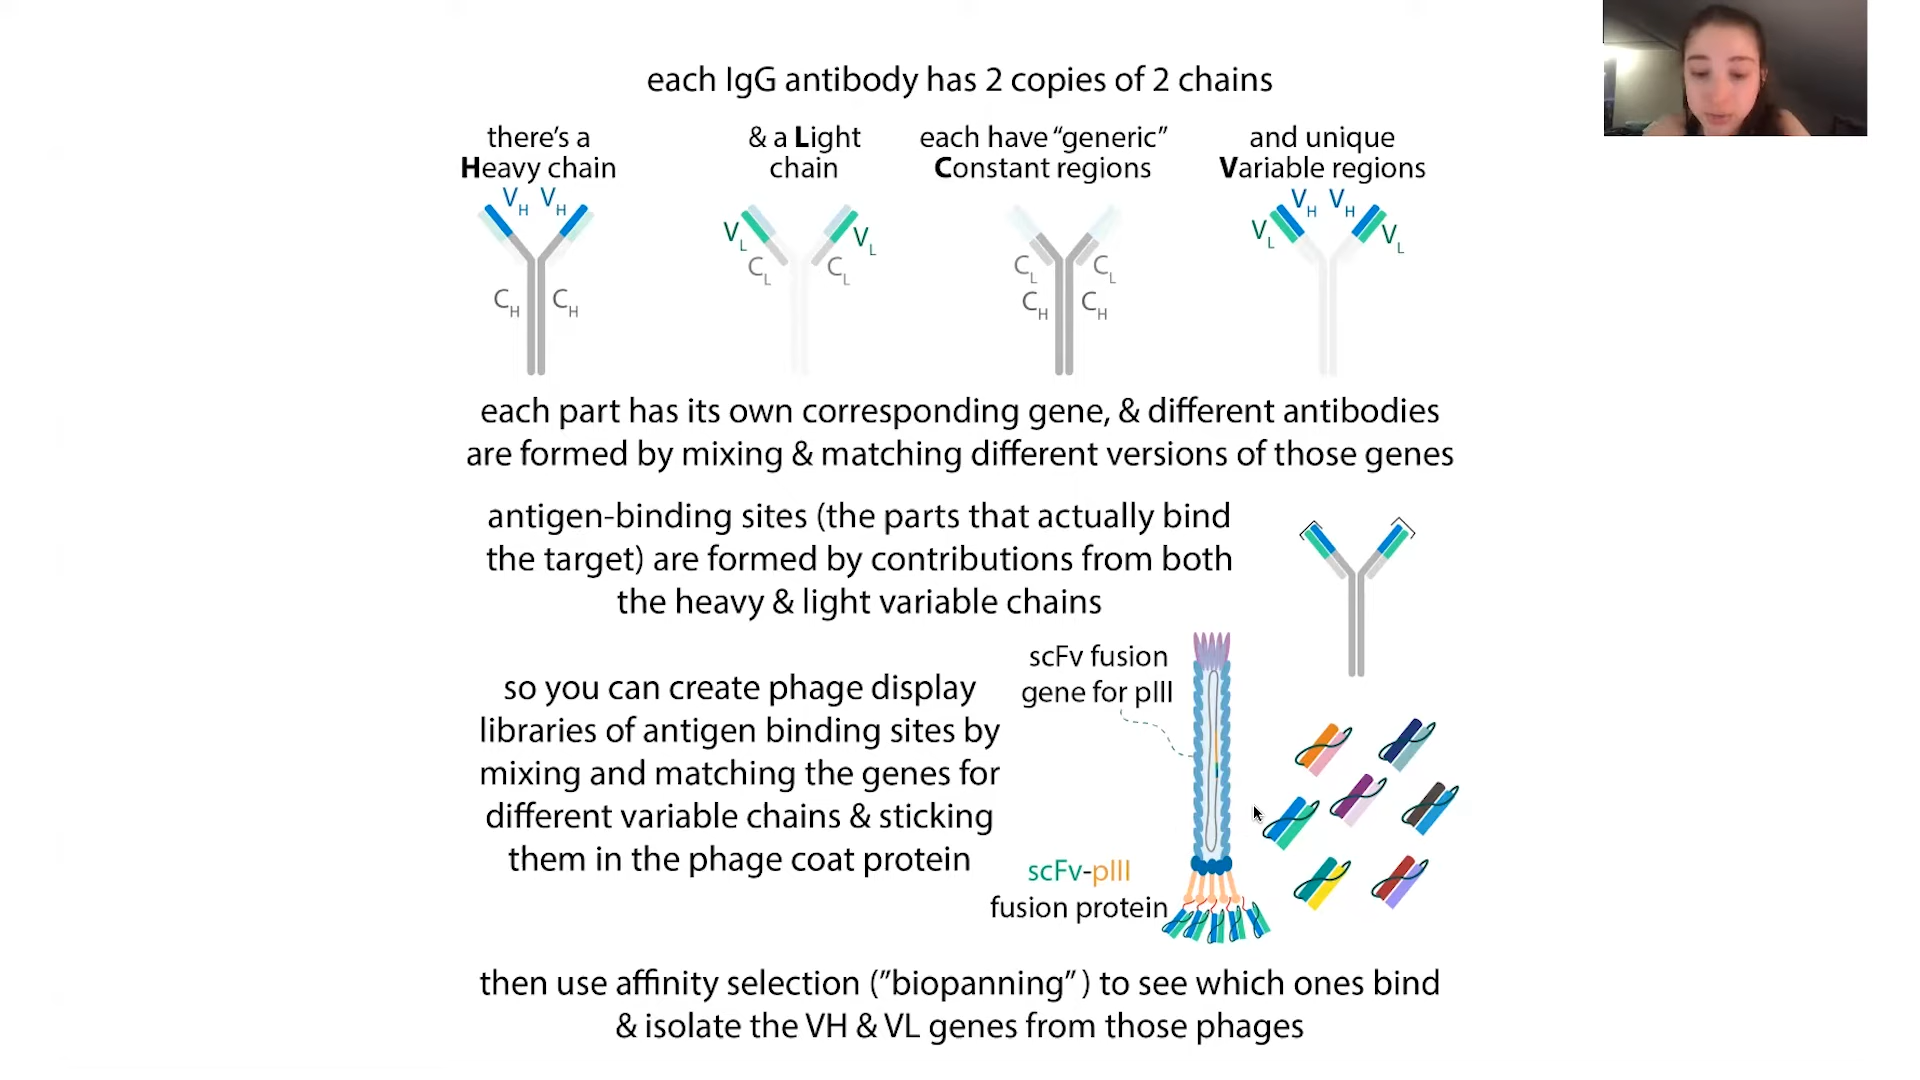 each IgG antibody has 2 copies of 2 chains
there's a
Heavy chain
& a Light
chain
each have “generic”
Constant regions
and unique
Variable regions
VH VH
CH CH
VL VL
CL CL
CL CL
CH CH
VH VH
VL VL
each part has its own corresponding gene, & different antibodies
are formed by mixing & matching different versions of those genes
antigen-binding sites (the parts that actually bind
the target) are formed by contributions from both
the heavy & light variable chains
so you can create phage display
libraries of antigen binding sites by
mixing and matching the genes for
different variable chains & sticking
them in the phage coat protein
scFv fusion
gene for pIII
scFv-pIII
fusion protein
then use affinity selection (”biopanning” ) to see which ones bind
& isolate the VH & VL genes from those phages